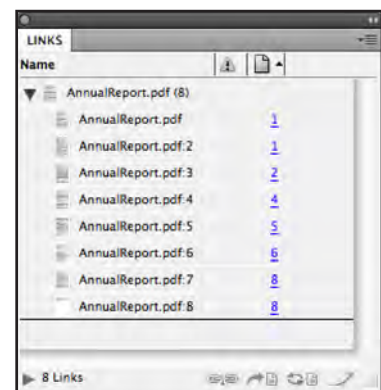 LINKS
Name
AnnualReport.pdf (8)
AnnualReport.pdf 1
AnnualReport.pdf:2 1
AnnualReport.pdf:3 2
AnnualReport.pdf:4 4
AnnualReport.pdf:5 5
AnnualReport.pdf:6 6
AnnualReport.pdf:7 8
AnnualReport.pdf:8 8
8 Links